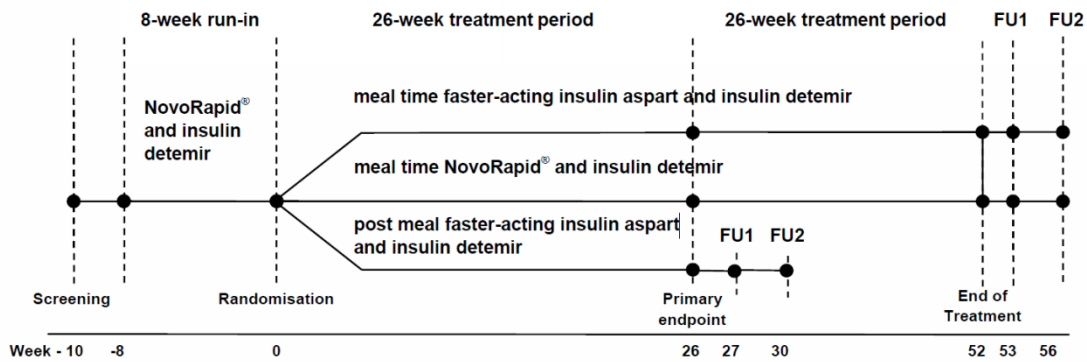 8-week run-in
26-week treatment period
26-week treatment period
FU1
FU2
NovoRapid®
and insulin
detemir
meal time faster-acting insulin aspart and insulin detemir
meal time NovoRapid® and insulin detemir
post meal faster-acting insulin aspart
and insulin detemir
FU1
FU2
Screening
Randomisation
Primary
endpoint
End of
Treatment
Week - 10 -8 0 26 27 30 52 53 56